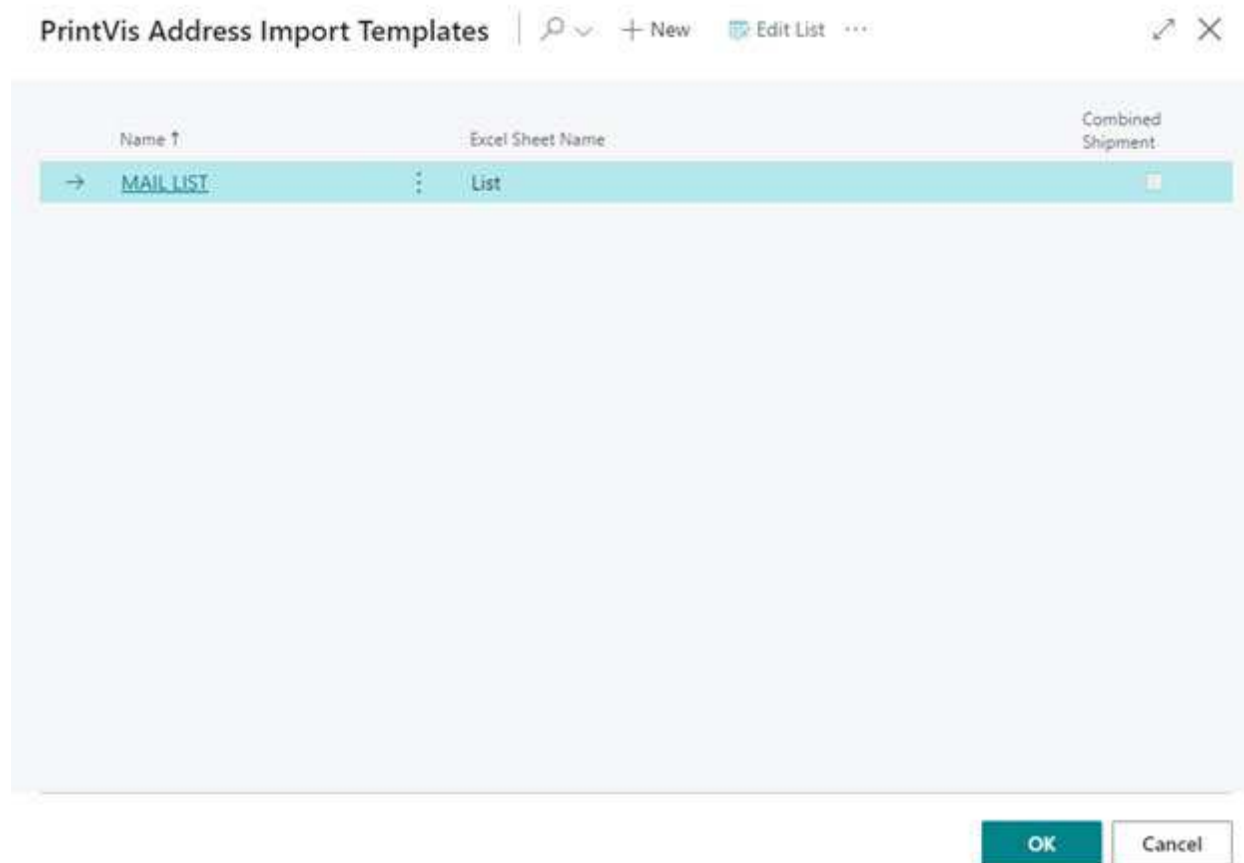 PrintVis Address Import Templates + New Edit List ...
Name ↑ Excel Sheet Name Combined
Shipment
→ MAIL LIST List
OK Cancel